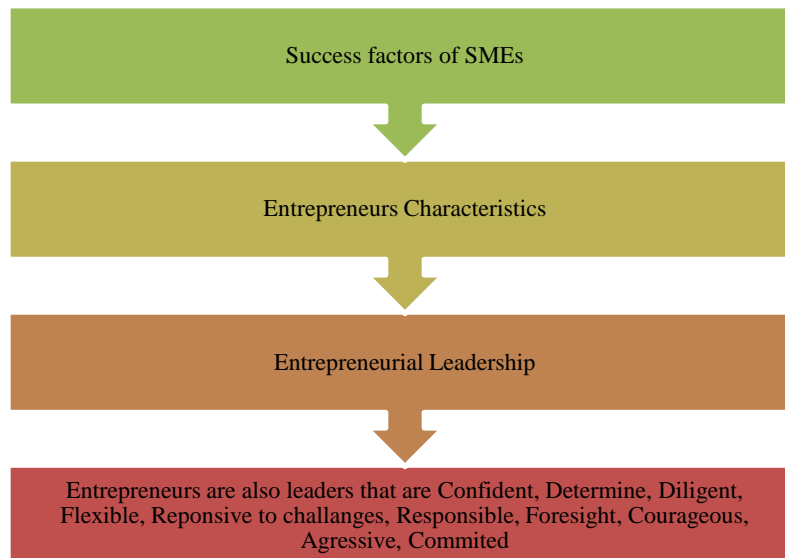 Success factors of SMEs
Entrepreneurs Characteristics
Entrepreneurial Leadership
Entrepreneurs are also leaders that are Confident, Determine, Diligent,
Flexible, Reponsive to challanges, Responsible, Foresight, Courageous,
Agressive, Commited